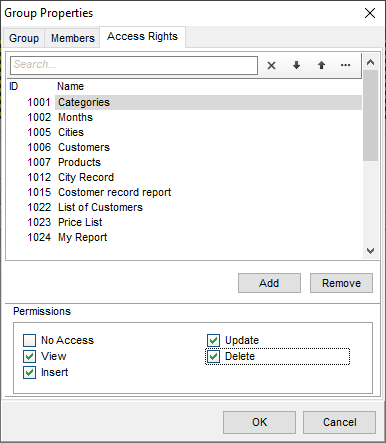 Group Properties
Group Members Access Rights
Search...
ID Name
1001 Categories
1002 Months
1005 Cities
1006 Customers
1007 Products
1012 City Record
1015 Costomer record report
1022 List of Customers
1023 Price List
1024 My Report
Add Remove
Permissions
No Access Update
View Delete
Insert
OK Cancel